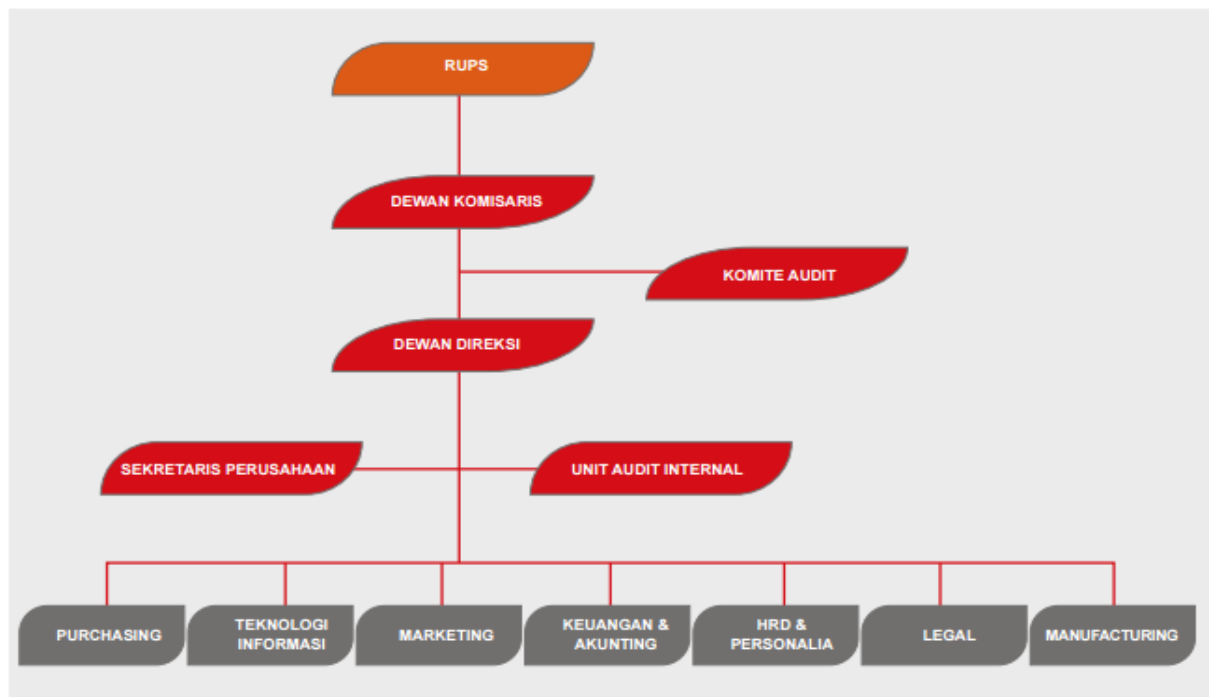 RUPS
DEWAN KOMISARIS
KOMITE AUDIT
DEWAN DIREKSI
SEKRETARIS PERUSAHAAN
UNIT AUDIT INTERNAL
PURCHASING
TEKNOLOGI
INFORMASI
MARKETING
KEUANGAN &
AKUNTING
HRD &
PERSONALIA
LEGAL
MANUFACTURING